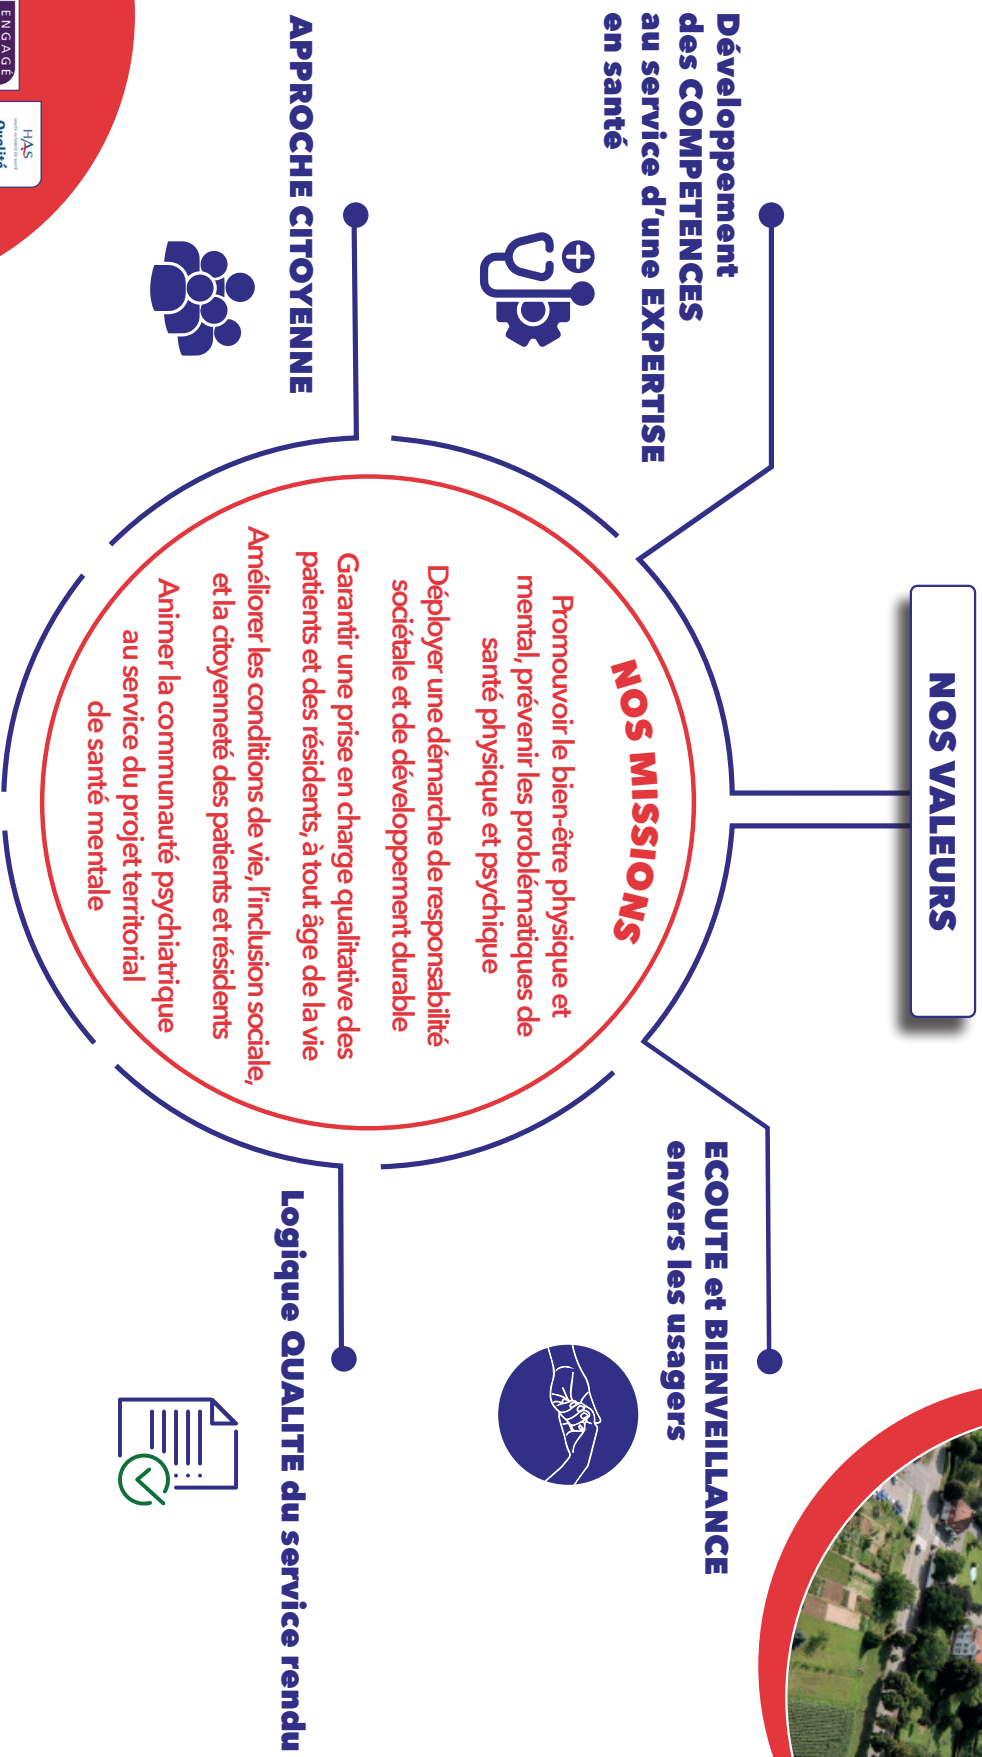 NOS VALEURS
Développement
des COMPETENCES
au service d'une EXPERTISE
en santé
ECOUTE et BIENVEILLANCE
envers les usagers
NOS MISSIONS
Promouvoir le bien-être physique et
mental, prévenir les problématiques de
santé physique et psychique
Déployer une démarche de responsabilité
sociétale et de développement durable
Garantir une prise en charge qualitative des
patients et des résidents, à tout âge de la vie
Améliorer les conditions de vie, l'inclusion sociale,
et la citoyenneté des patients et résidents
Animer la communauté psychiatrique
au service du projet territorial
de santé mentale
APPROCHE CITOYENNE
Logique QUALITE du service rendu
ENGAGÉ
HAS
HAUTE AUTORITÉ DE SANTÉ
Qualité